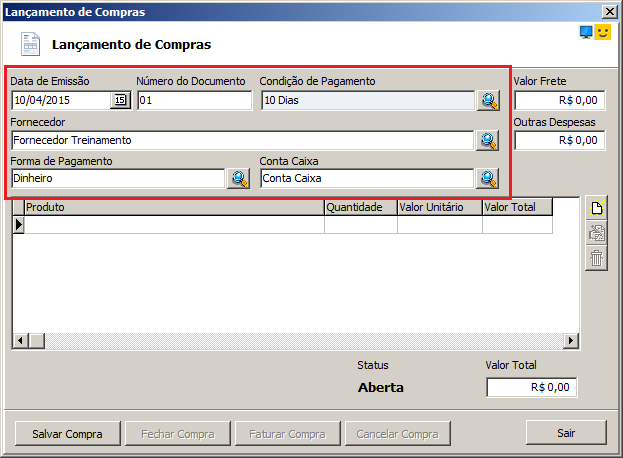 Lançamento de Compras
Lançamento de Compras
Data de Emissão Número do Documento Condição de Pagamento Valor Frete
10/04/2015 15 01 10 Dias R$ 0,00
Fornecedor Outras Despesas
Fornecedor Treinamento R$ 0,00
Forma de Pagamento Conta Caixa
Dinheiro Conta Caixa
Produto Quantidade Valor Unitário Valor Total
Status Valor Total
Aberta R$ 0,00
Salvar Compra Fechar Compra Faturar Compra Cancelar Compra Sair